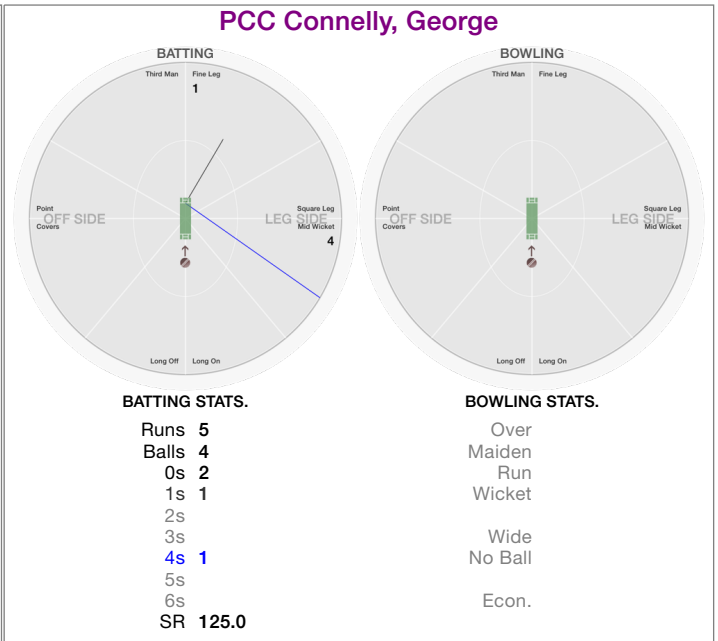 PCC Connelly, George
BATTING
Third Man Fine Leg
1
Point
OFF SIDE
Covers
Square Leg
LEG SIDE
Mid Wicket
4
Long Off Long On
BOWLING
Third Man Fine Leg
Point
OFF SIDE
Covers
Square Leg
LEG SIDE
Mid Wicket
Long Off Long On
BATTING STATS.
Runs 5
Balls 4
0s 2
1s 1
2s
3s
4s 1
5s
6s
SR 125.0
BOWLING STATS.
Over
Maiden
Run
Wicket
Wide
No Ball
Econ.